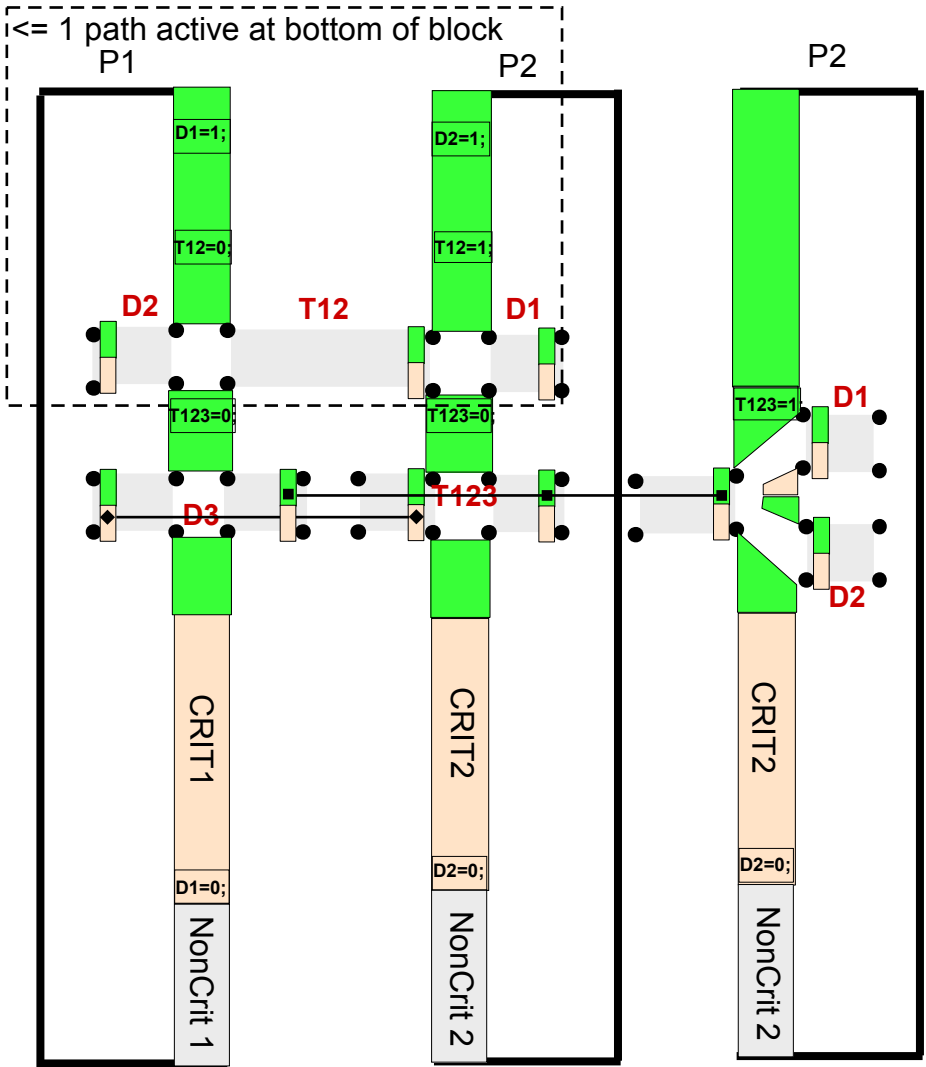 <= 1 path active at bottom of block
P1
P2
P2
D1=1;
D2=1;
T12=0;
T12=1;
D2
T12
D1
T123=0;
T123=0;
T123=1;
D1
D3
T123
D2
CRIT1
CRIT2
CRIT2
D1=0;
D2=0;
D2=0;
NonCrit 1
NonCrit 2
NonCrit 2